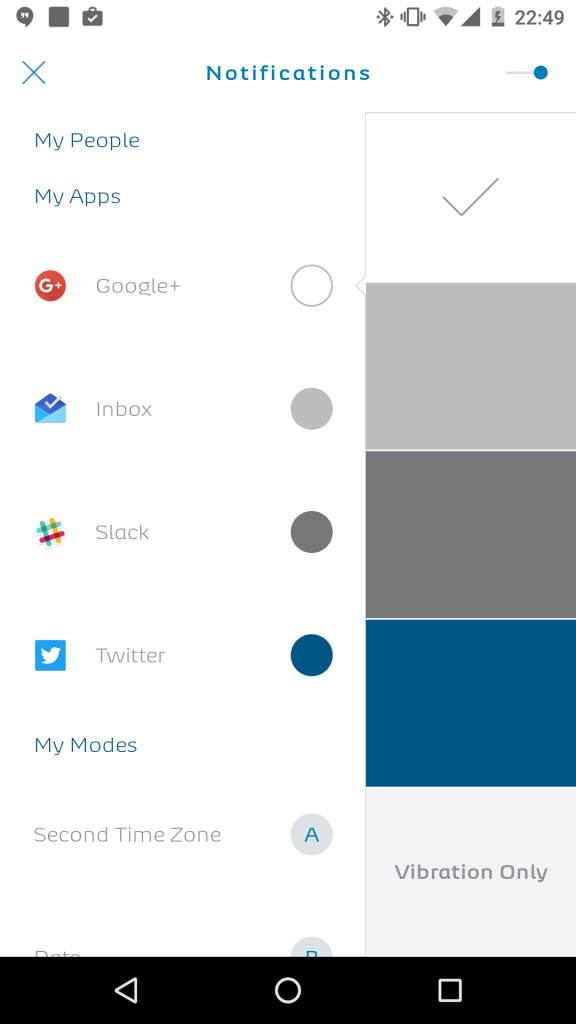 22:49
Notifications
My People
My Apps
G+ Google+
Inbox
Slack
Twitter
My Modes
Second Time Zone A
Vibration Only